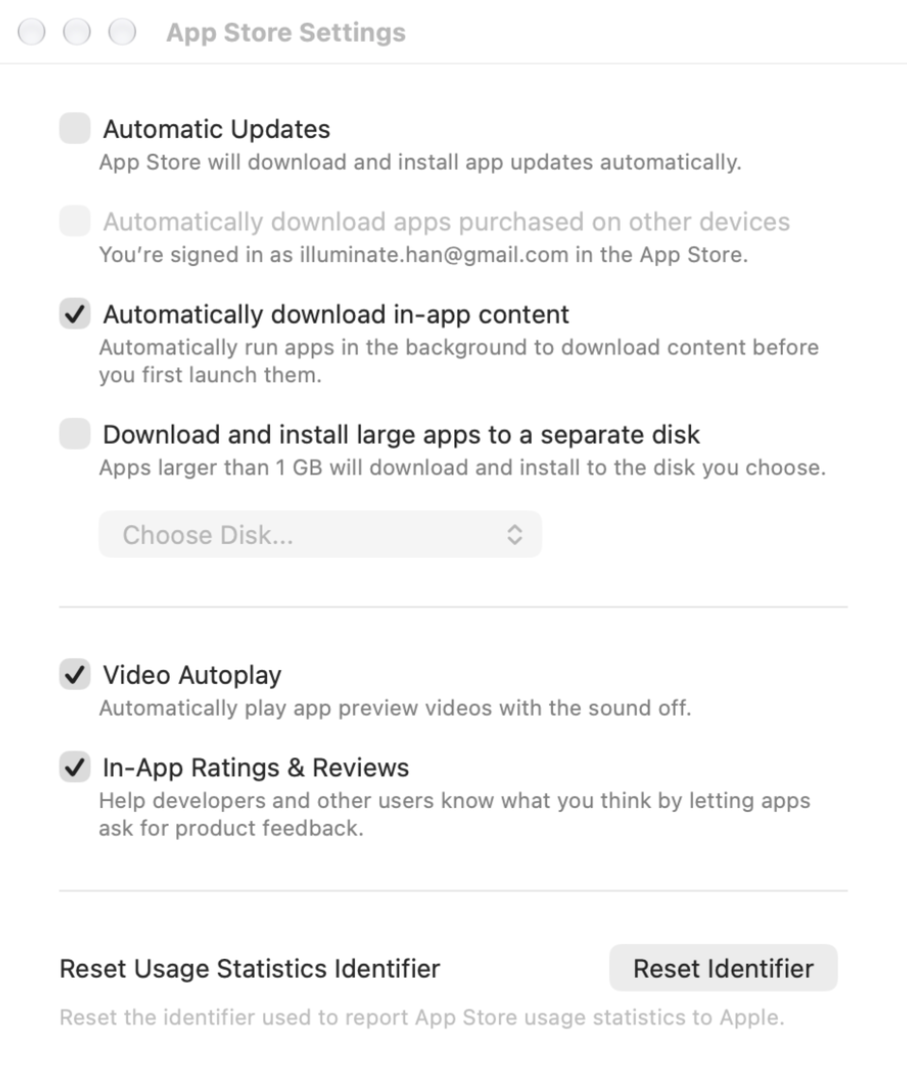 App Store Settings
Automatic Updates
App Store will download and install app updates automatically.
Automatically download apps purchased on other devices
You’re signed in as illuminate.han@gmail.com in the App Store.
Automatically download in-app content
Automatically run apps in the background to download content before
you first launch them.
Download and install large apps to a separate disk
Apps larger than 1 GB will download and install to the disk you choose.
Choose Disk...
Video Autoplay
Automatically play app preview videos with the sound off.
In-App Ratings & Reviews
Help developers and other users know what you think by letting apps
ask for product feedback.
Reset Usage Statistics Identifier
Reset Identifier
Reset the identifier used to report App Store usage statistics to Apple.